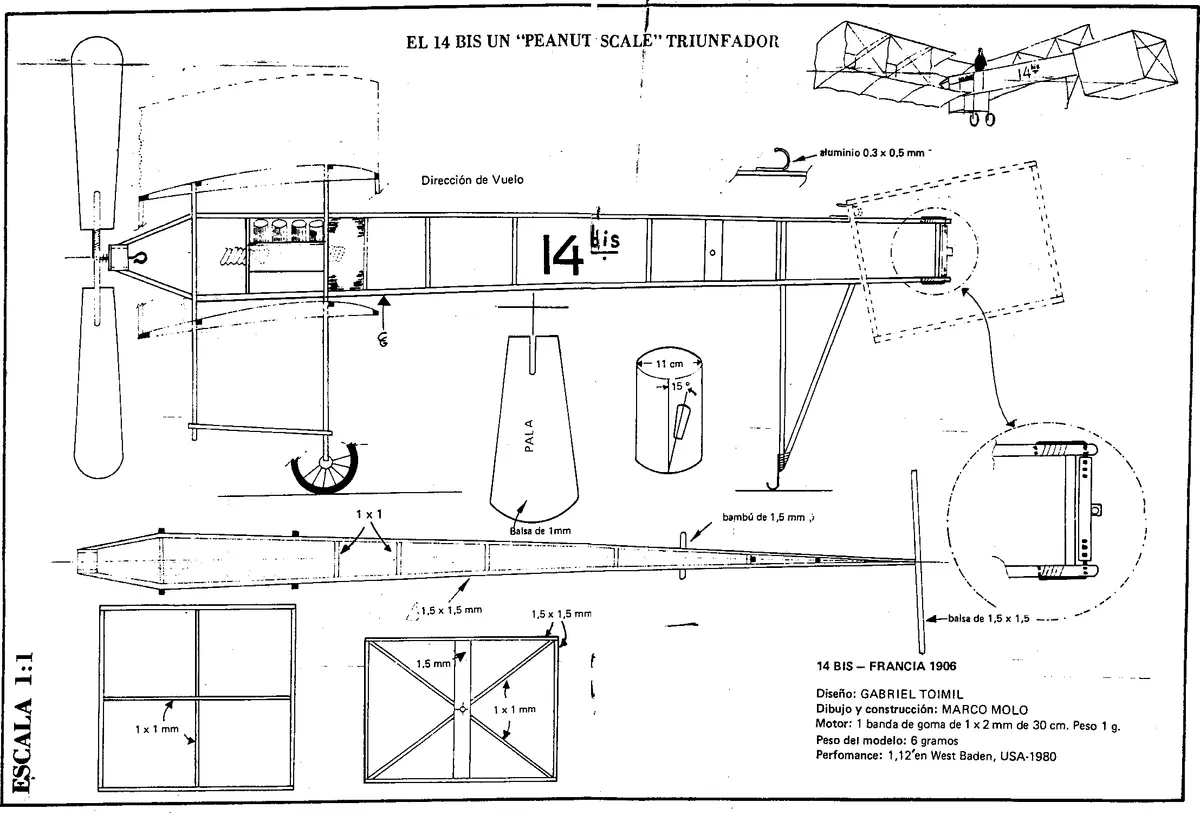 EL 14 BIS UN “PEANUT SCALE” TRIUNFADOR
14 bis
aluminio 0.3 x 0,5 mm
Dirección de Vuelo
14 bis
11 cm
15°
PALA
Balsa de 1mm
1 x 1
bambú de 1,5 mm
1,5 x 1,5 mm
1,5 x 1,5 mm
balsa de 1,5 x 1,5
1 x 1 mm
1.5 mm
1 x 1 mm
ESCALA 1:1
14 BIS – FRANCIA 1906
Diseño: GABRIEL TOIMIL
Dibujo y construcción: MARCO MOLO
Motor: 1 banda de goma de 1 x 2 mm de 30 cm. Peso 1 g.
Peso del modelo: 6 gramos
Perfomance: 1,12′en West Baden, USA-1980